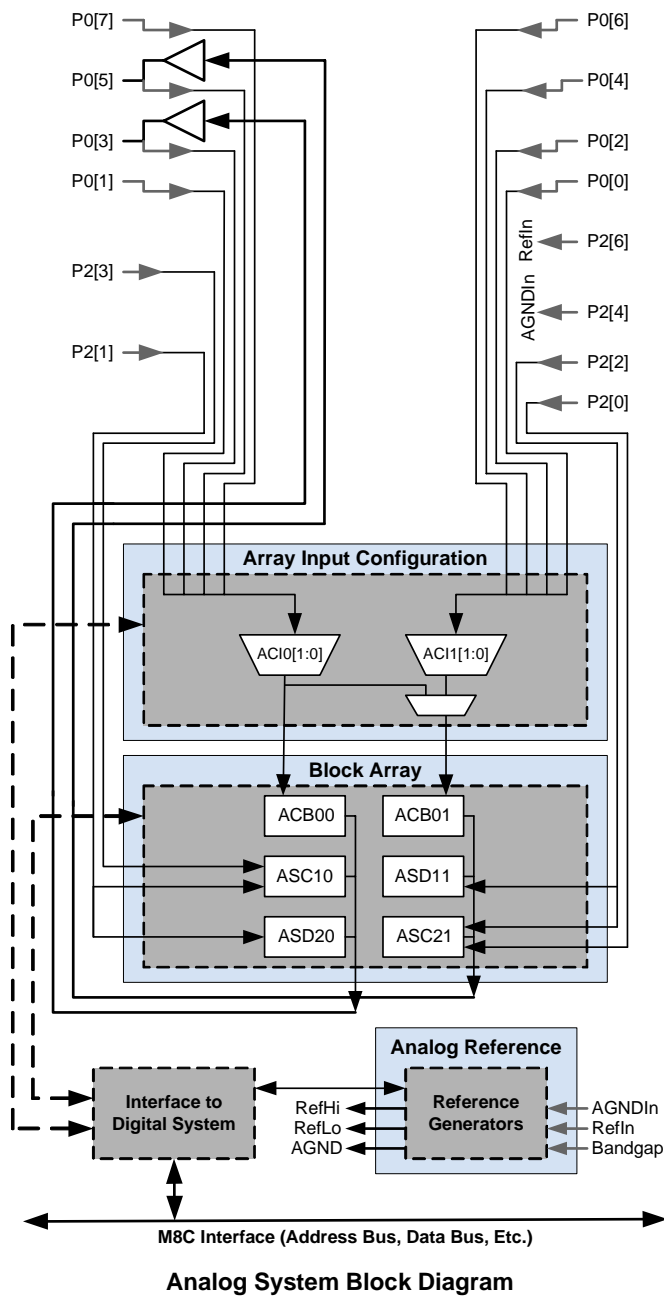 P0[7]
P0[6]
P0[5]
P0[4]
P0[3]
P0[2]
P0[1]
P0[0]
RefIn
P2[6]
P2[3]
AGNDIn
P2[4]
P2[1]
P2[2]
P2[0]
Array Input Configuration
ACI0[1:0]
ACI1[1:0]
Block Array
ACB00
ACB01
ASC10
ASD11
ASD20
ASC21
Analog Reference
Interface to
Digital System
RefHi
RefLo
AGND
Reference
Generators
AGNDIn
RefIn
Bandgap
M8C Interface (Address Bus, Data Bus, Etc.)
Analog System Block Diagram